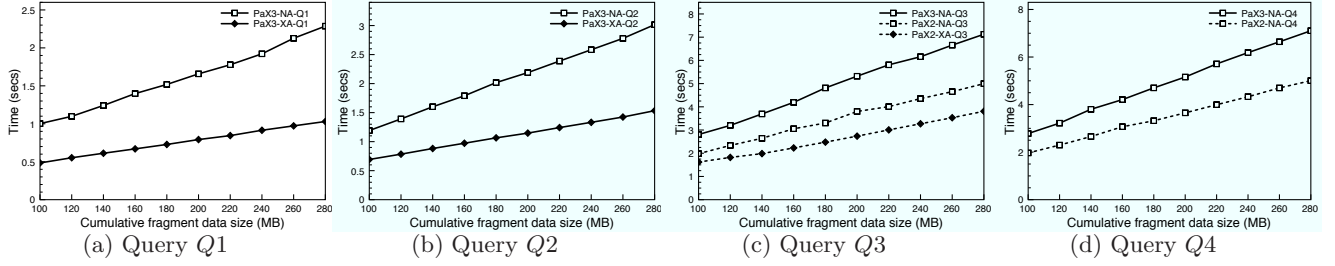 PaX3-NA-Q1
PaX3-XA-Q1
2.5
2
1.5
1
0.5
0
Time (secs)
100 120 140 160 180 200 220 240 260 280
Cumulative fragment data size (MB)
(a) Query Q1
PaX3-NA-Q2
PaX3-XA-Q2
3
2.5
2
1.5
1
0.5
0
Time (secs)
100 120 140 160 180 200 220 240 260 280
Cumulative fragment data size (MB)
(b) Query Q2
PaX3-NA-Q3
PaX2-NA-Q3
PaX2-XA-Q3
8
7
6
5
4
3
2
1
0
Time (secs)
100 120 140 160 180 200 220 240 260 280
Cumulative fragment data size (MB)
(c) Query Q3
PaX3-NA-Q4
PaX2-NA-Q4
8
6
4
2
0
Time (secs)
100 120 140 160 180 200 220 240 260 280
Cumulative fragment data size (MB)
(d) Query Q4